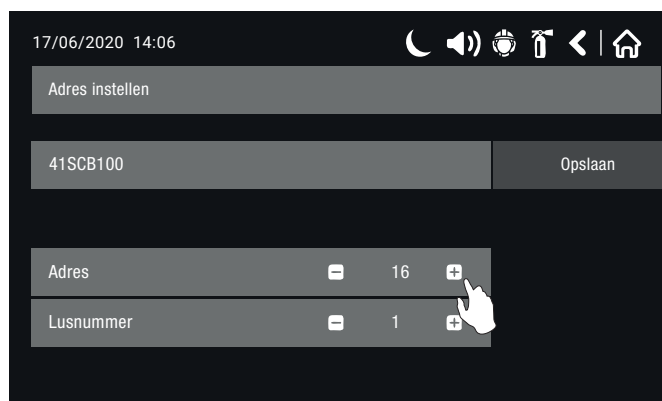 17/06/2020 14:06
Adres instellen
41SCB100
Opslaan
Adres 16
Lusnummer 1